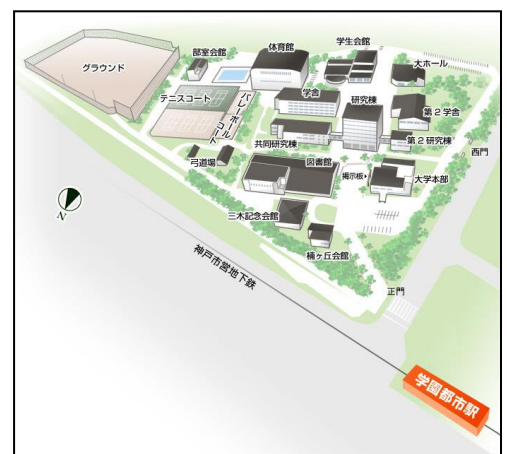 学生会館
部室会館
体育館
大ホール
グラウンド
学舎
テニスコート
バレーボールコート
研究棟
第2学舎
共同研究棟
第2研究棟
西門
弓道場
図書館
掲示板
大学本部
N
三木記念会館
楠ヶ丘会館
神戸市営地下鉄
正門
学園都市駅